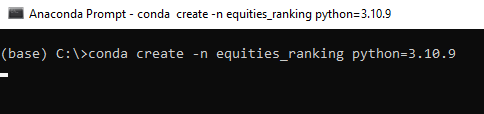 Anaconda Prompt - conda  create -n equities_ranking python=3.10.9
(base) C:\>conda create -n equities_ranking python=3.10.9